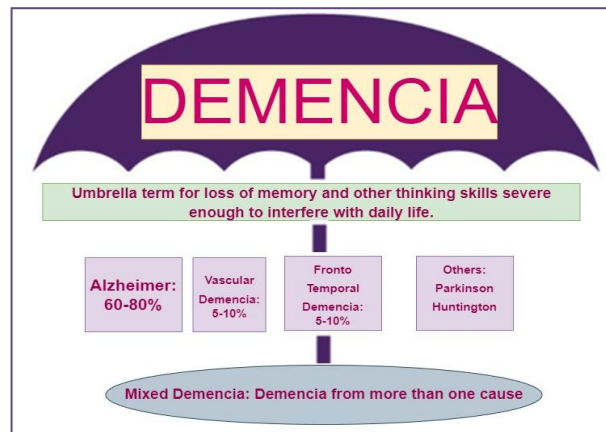 DEMENCIA
Umbrella term for loss of memory and other thinking skills severe
enough to interfere with daily life.
Alzheimer:
60-80%
Vascular
Demencia:
5-10%
Fronto
Temporal
Demencia:
5-10%
Others:
Parkinson
Huntington
Mixed Demencia: Demencia from more than one cause